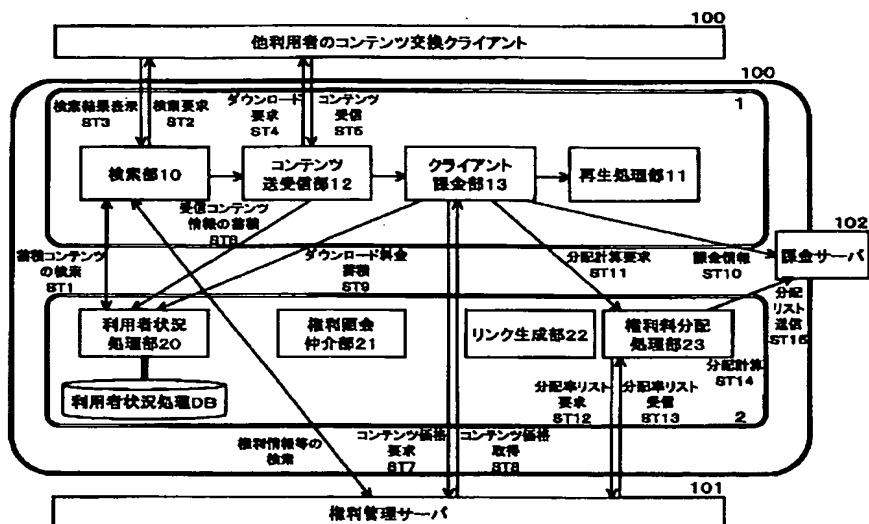 100
他利用者のコンテンツ交換クライアント
100
1
検索結果表示
ST3
検索要求
ST2
ダウンロード
要求
ST4
コンテンツ
受信
ST5
検索部10
コンテンツ
送受信部12
クライアント
課金部13
再生処理部11
受信コンテンツ
情報の蓄積
ST6
102
課金サーバ
蓄積コンテンツ
の検索
ST1
ダウンロード料金
蓄積
ST9
分配計算要求
ST11
課金情報
ST10
分配
リスト
送信
ST15
利用者状況
処理部20
権利照会
仲介部21
リンク生成部22
権利料分配
処理部23
分配計算
ST14
利用者状況処理DB
分配率リスト
要求
ST12
分配率リスト
受信
ST13
2
権利情報等の
検索
コンテンツ価格
要求
ST7
コンテンツ価格
取得
ST8
101
権利管理サーバ